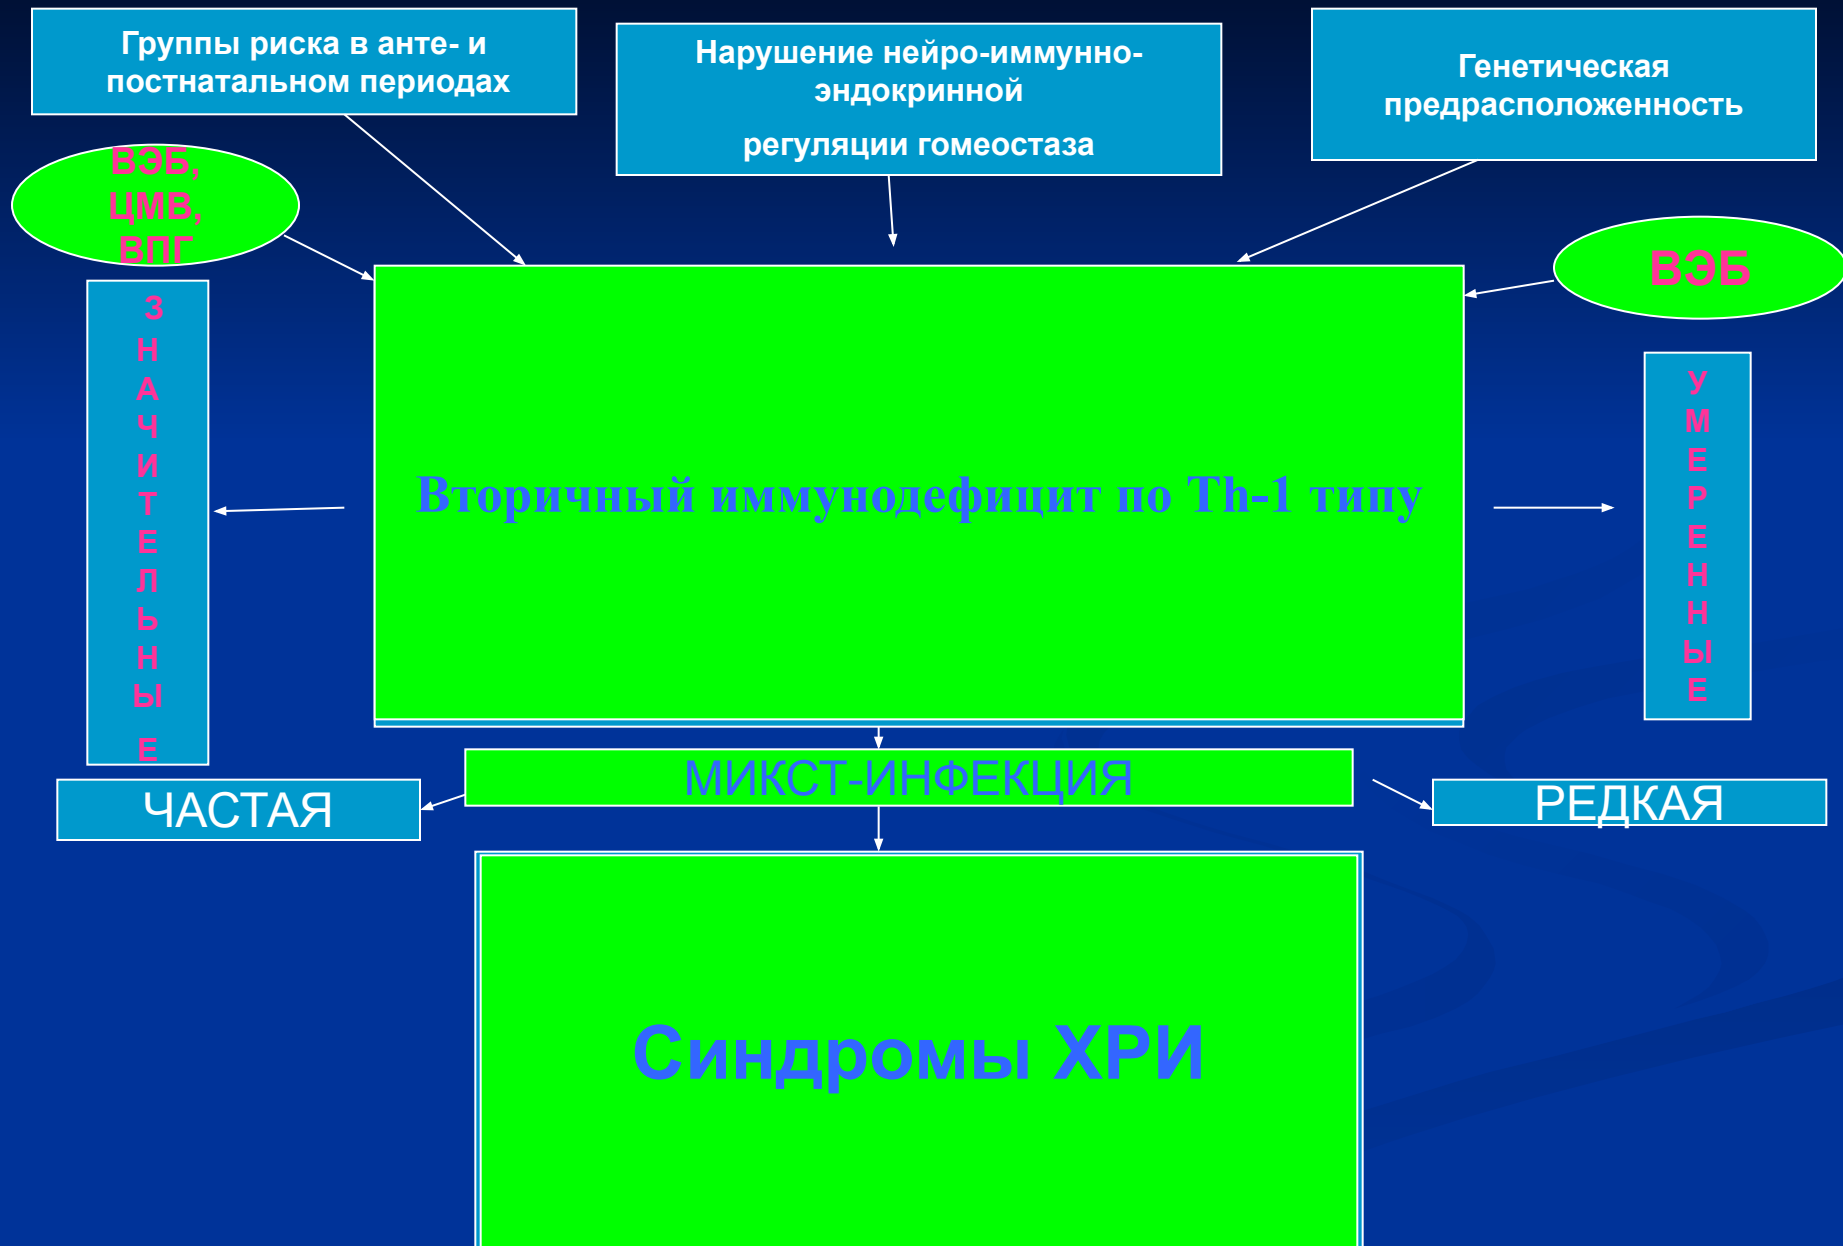 Группы риска в анте- и
постнатальном периодах
Нарушение нейро-иммунно-
эндокринной
регуляции гомеостаза
Генетическая
предрасположенность
ВЭБ,
ЦМВ,
ВПГ
ВЭБ
З
Н
А
Ч
И
Т
Е
Л
Ь
Н
Ы
Е
Вторичный иммунодефицит по Th-1 типу
У
М
Е
Р
Е
Н
Н
Ы
Е
МИКСТ-ИНФЕКЦИЯ
ЧАСТАЯ
РЕДКАЯ
Синдромы ХРИ